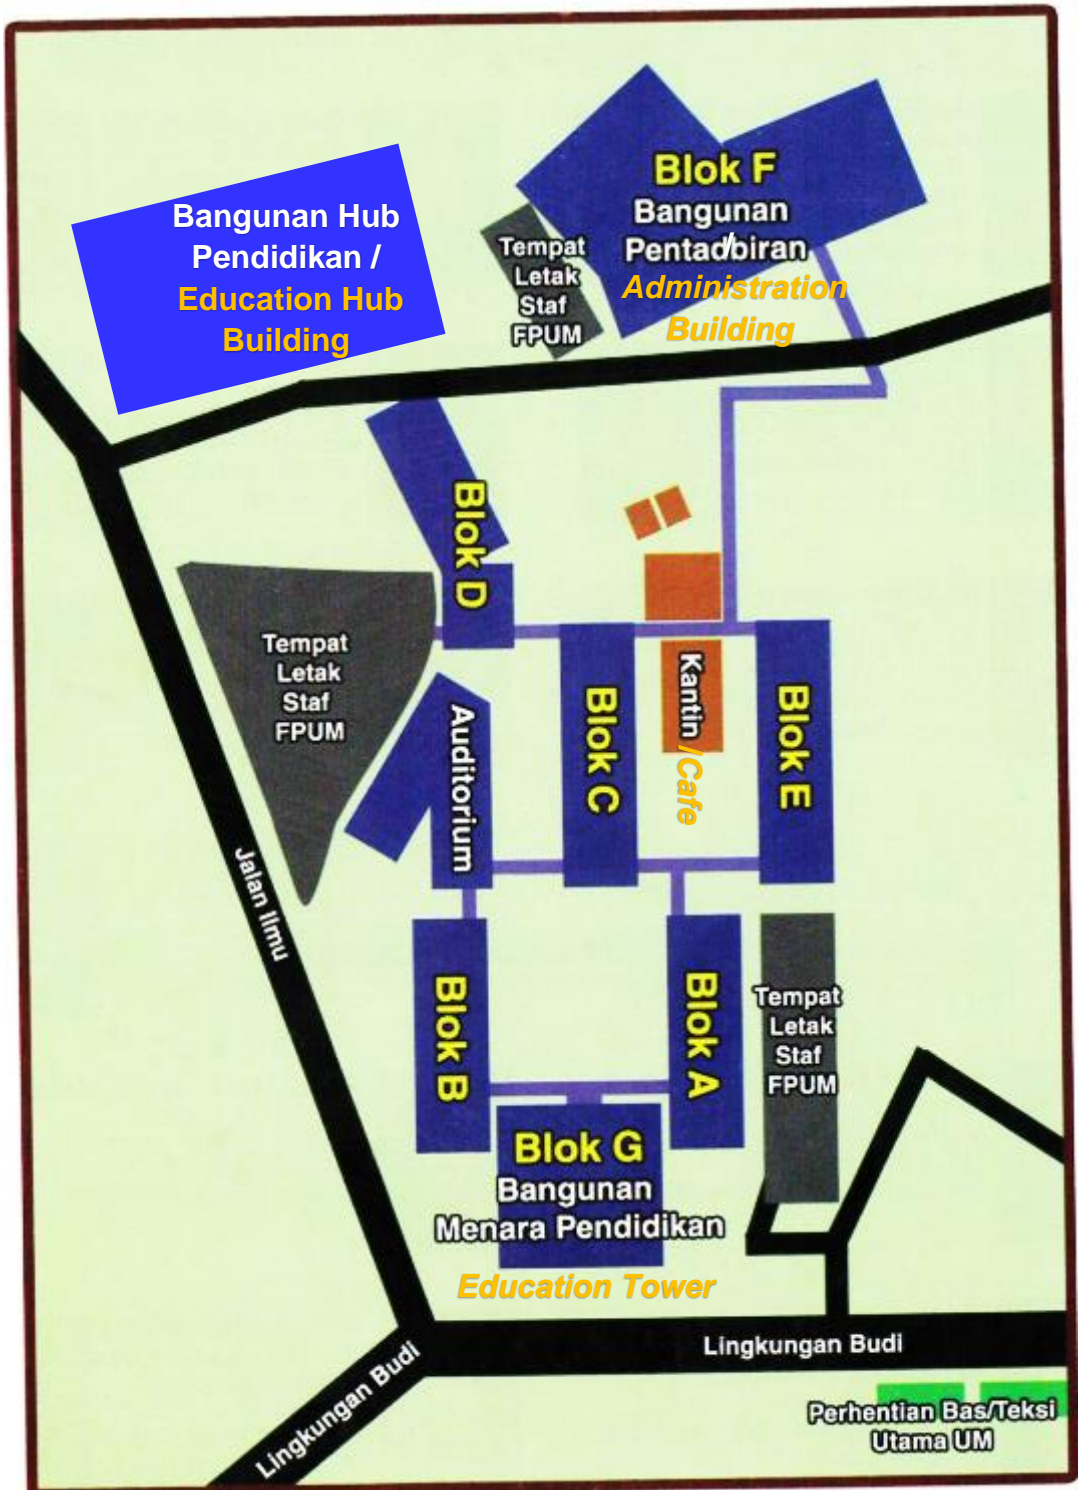 Bangunan Hub
Pendidikan /
Education Hub
Building
Blok F
Bangunan
Pentadbiran
/
Administration
Building
Tempat
Letak
Staf
FPUM
Blok D
Tempat
Letak
Staf
FPUM
Auditorium
Blok C
Kantin /Cafe
Blok E
Jalan Ilmu
Blok B
Blok A
Tempat
Letak
Staf
FPUM
Blok G
Bangunan
Menara Pendidikan
Education Tower
Lingkungan Budi
Lingkungan Budi
Perhentian Bas/Teksi
Utama UM